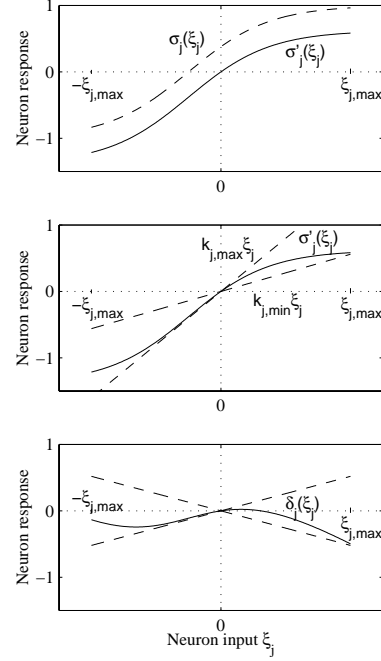 1
σj(ξj)
σ'j(ξj)
0
−ξj,max
ξj,max
−1
Neuron response
0
1
kj,maxξj
σ'j(ξj)
−ξj,max
0
kj,minξj
ξj,max
−1
Neuron response
0
1
−ξj,max
δj(ξj)
0
ξj,max
−1
Neuron response
0
Neuron input ξj